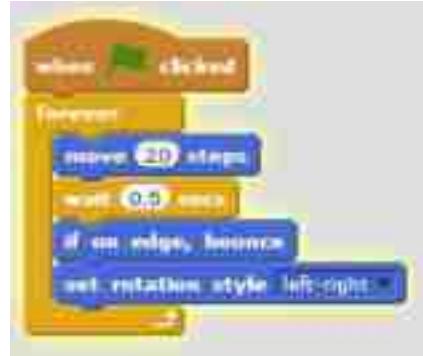 when clicked
forever
move 20 steps
wait 0.5 secs
if on edge, bounce
set rotation style left-right